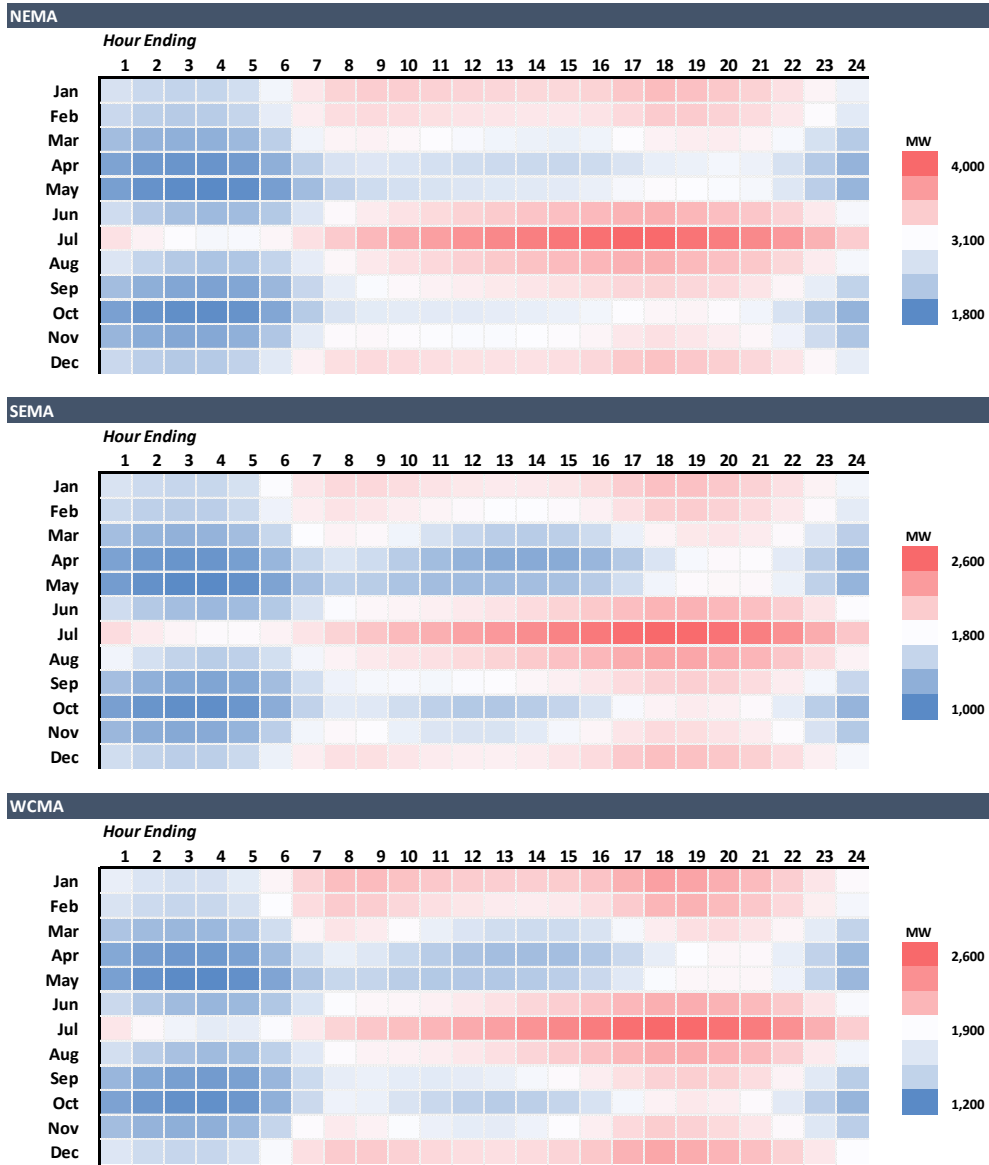 NEMA
Hour Ending
1 2 3 4 5 6 7 8 9 10 11 12 13 14 15 16 17 18 19 20 21 22 23 24
Jan
Feb
Mar
MW
Apr
4,000
May
Jun
Jul
3,100
Aug
Sep
Oct
1,800
Nov
Dec
SEMA
Hour Ending
1 2 3 4 5 6 7 8 9 10 11 12 13 14 15 16 17 18 19 20 21 22 23 24
Jan
Feb
Mar
MW
Apr
2,600
May
Jun
Jul
1,800
Aug
Sep
Oct
1,000
Nov
Dec
WCMA
Hour Ending
1 2 3 4 5 6 7 8 9 10 11 12 13 14 15 16 17 18 19 20 21 22 23 24
Jan
Feb
Mar
MW
Apr
2,600
May
Jun
Jul
1,900
Aug
Sep
Oct
1,200
Nov
Dec